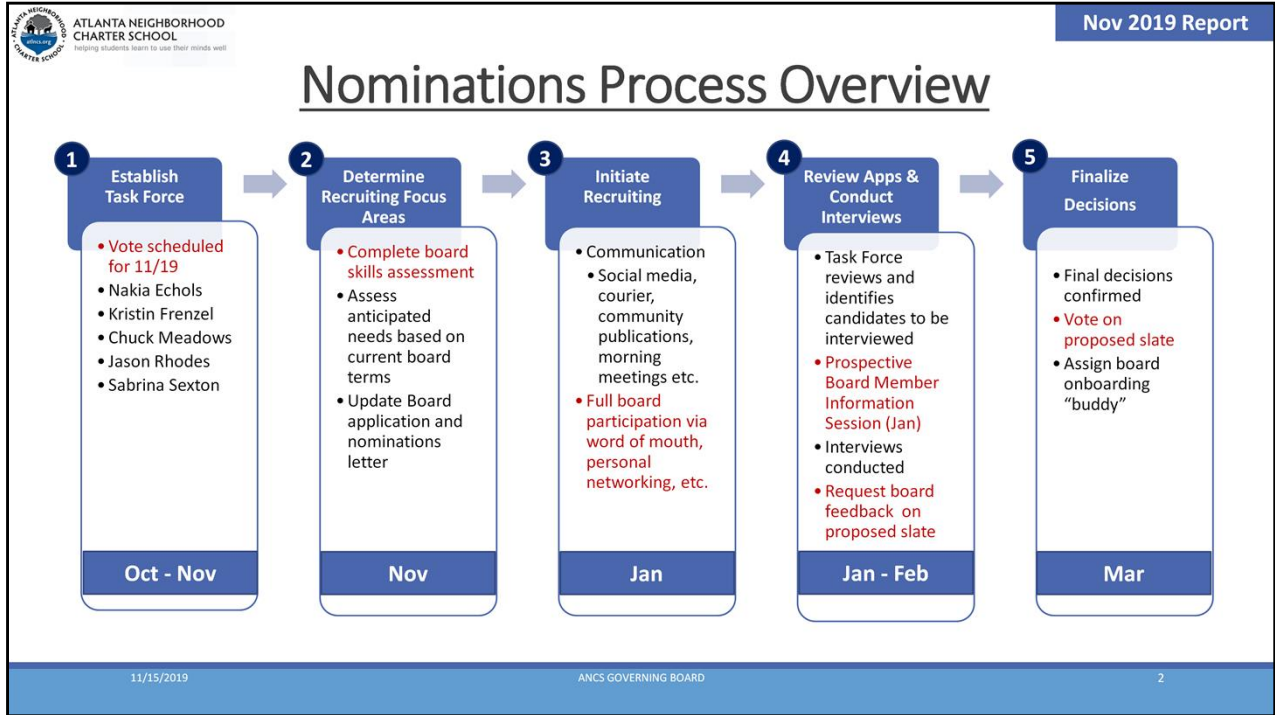 ATLANTA NEIGHBORHOOD
CHARTER SCHOOL
helping students learn to use their minds well
atlncs.org
ATLANTA NEIGHBORHOOD CHARTER SCHOOL
Nov 2019 Report
Nominations Process Overview
1
Establish
Task Force
• Vote scheduled
for 11/19
• Nakia Echols
• Kristin Frenzel
• Chuck Meadows
• Jason Rhodes
• Sabrina Sexton
Oct - Nov
2
Determine
Recruiting Focus
Areas
• Complete board
skills assessment
• Assess
anticipated
needs based on
current board
terms
• Update Board
application and
nominations
letter
Nov
3
Initiate
Recruiting
• Communication
• Social media,
courier,
community
publications,
morning
meetings etc.
• Full board
participation via
word of mouth,
personal
networking, etc.
Jan
4
Review Apps &
Conduct
Interviews
• Task Force
reviews and
identifies
candidates to be
interviewed
• Prospective
Board Member
Information
Session (Jan)
• Interviews
conducted
• Request board
feedback on
proposed slate
Jan - Feb
5
Finalize
Decisions
• Final decisions
confirmed
• Vote on
proposed slate
• Assign board
onboarding
“buddy”
Mar
11/15/2019
ANCS GOVERNING BOARD
2